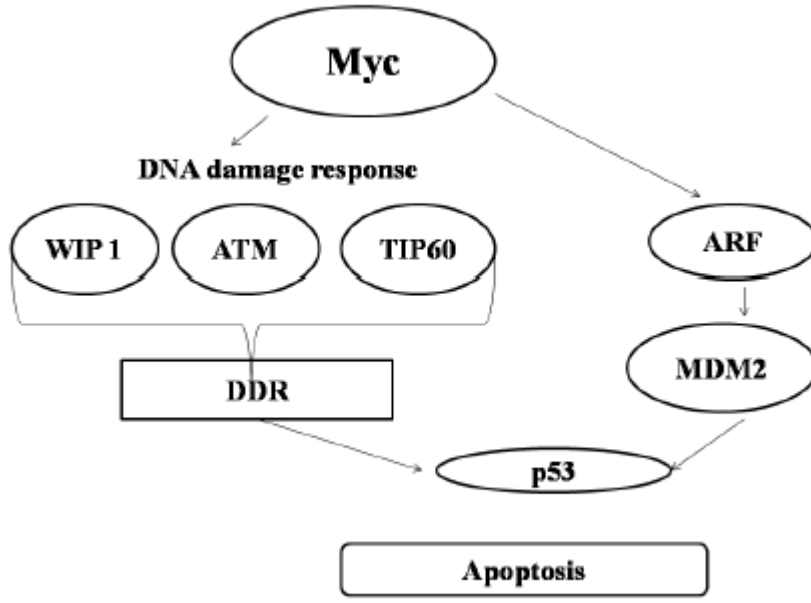 Myc
DNA damage response
WIP 1
ATM
TIP60
ARF
MDM2
DDR
p53
Apoptosis